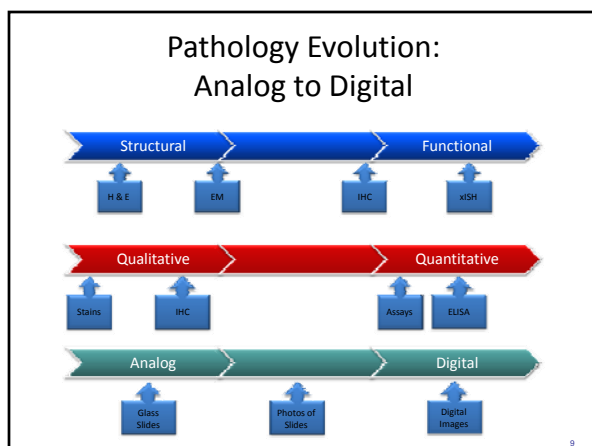 Pathology Evolution:
Analog to Digital
Structural Functional
H & E EM IHC xISH
Qualitative Quantitative
Stains IHC Assays ELISA
Analog Digital
Glass Photos of Digital
Slides Slides Images
9